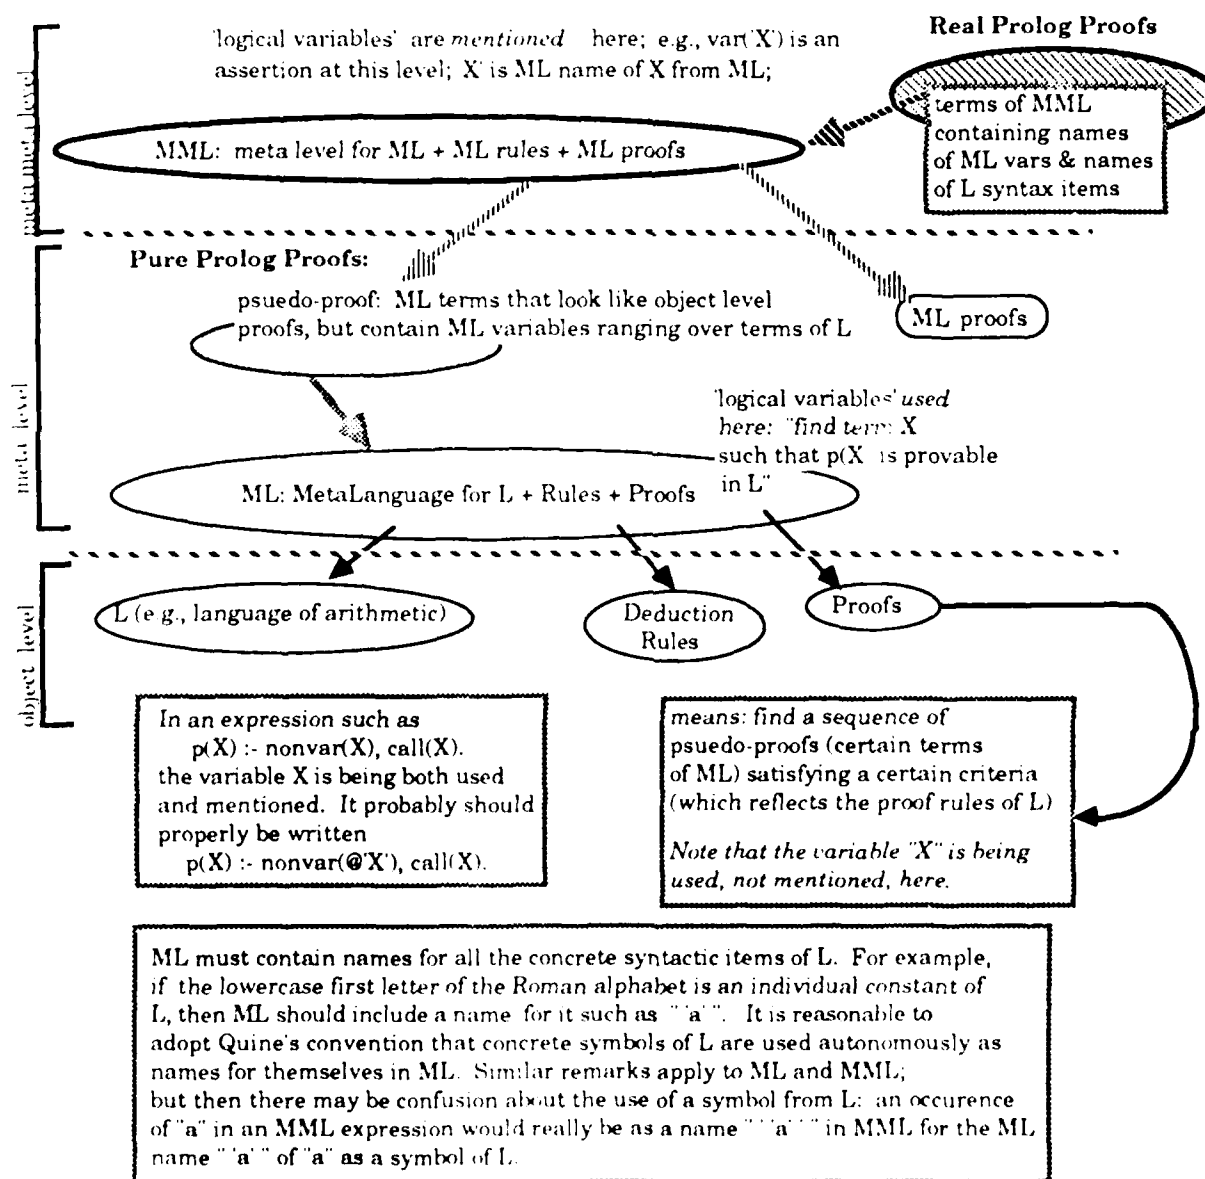 Real Prolog Proofs
'logical variables' are mentioned here; e.g., var('X') is an
assertion at this level; X' is ML name of X from ML;
terms of MML
containing names
of ML vars & names
of L syntax items
MML: meta level for ML + ML rules + ML proofs
meta meta level
Pure Prolog Proofs:
psuedo-proof: ML terms that look like object level
proofs, but contain ML variables ranging over terms of L
ML proofs
meta level
'logical variables' used
here: "find term X
such that p(X is provable
in L"
ML: MetaLanguage for L + Rules + Proofs
object level
L (e.g., language of arithmetic)
Deduction
Rules
Proofs
In an expression such as
p(X) :- nonvar(X), call(X).
the variable X is being both used
and mentioned. It probably should
properly be written
p(X) :- nonvar(@'X'), call(X).
means: find a sequence of
psuedo-proofs (certain terms
of ML) satisfying a certain criteria
(which reflects the proof rules of L)
Note that the variable "X" is being
used, not mentioned, here.
ML must contain names for all the concrete syntactic items of L. For example,
if the lowercase first letter of the Roman alphabet is an individual constant of
L, then ML should include a name for it such as " 'a' ". It is reasonable to
adopt Quine's convention that concrete symbols of L are used autonomously as
names for themselves in ML. Similar remarks apply to ML and MML;
but then there may be confusion about the use of a symbol from L: an occurence
of "a" in an MML expression would really be as a name " ' 'a' ' " in MML for the ML
name " 'a' " of "a" as a symbol of L.